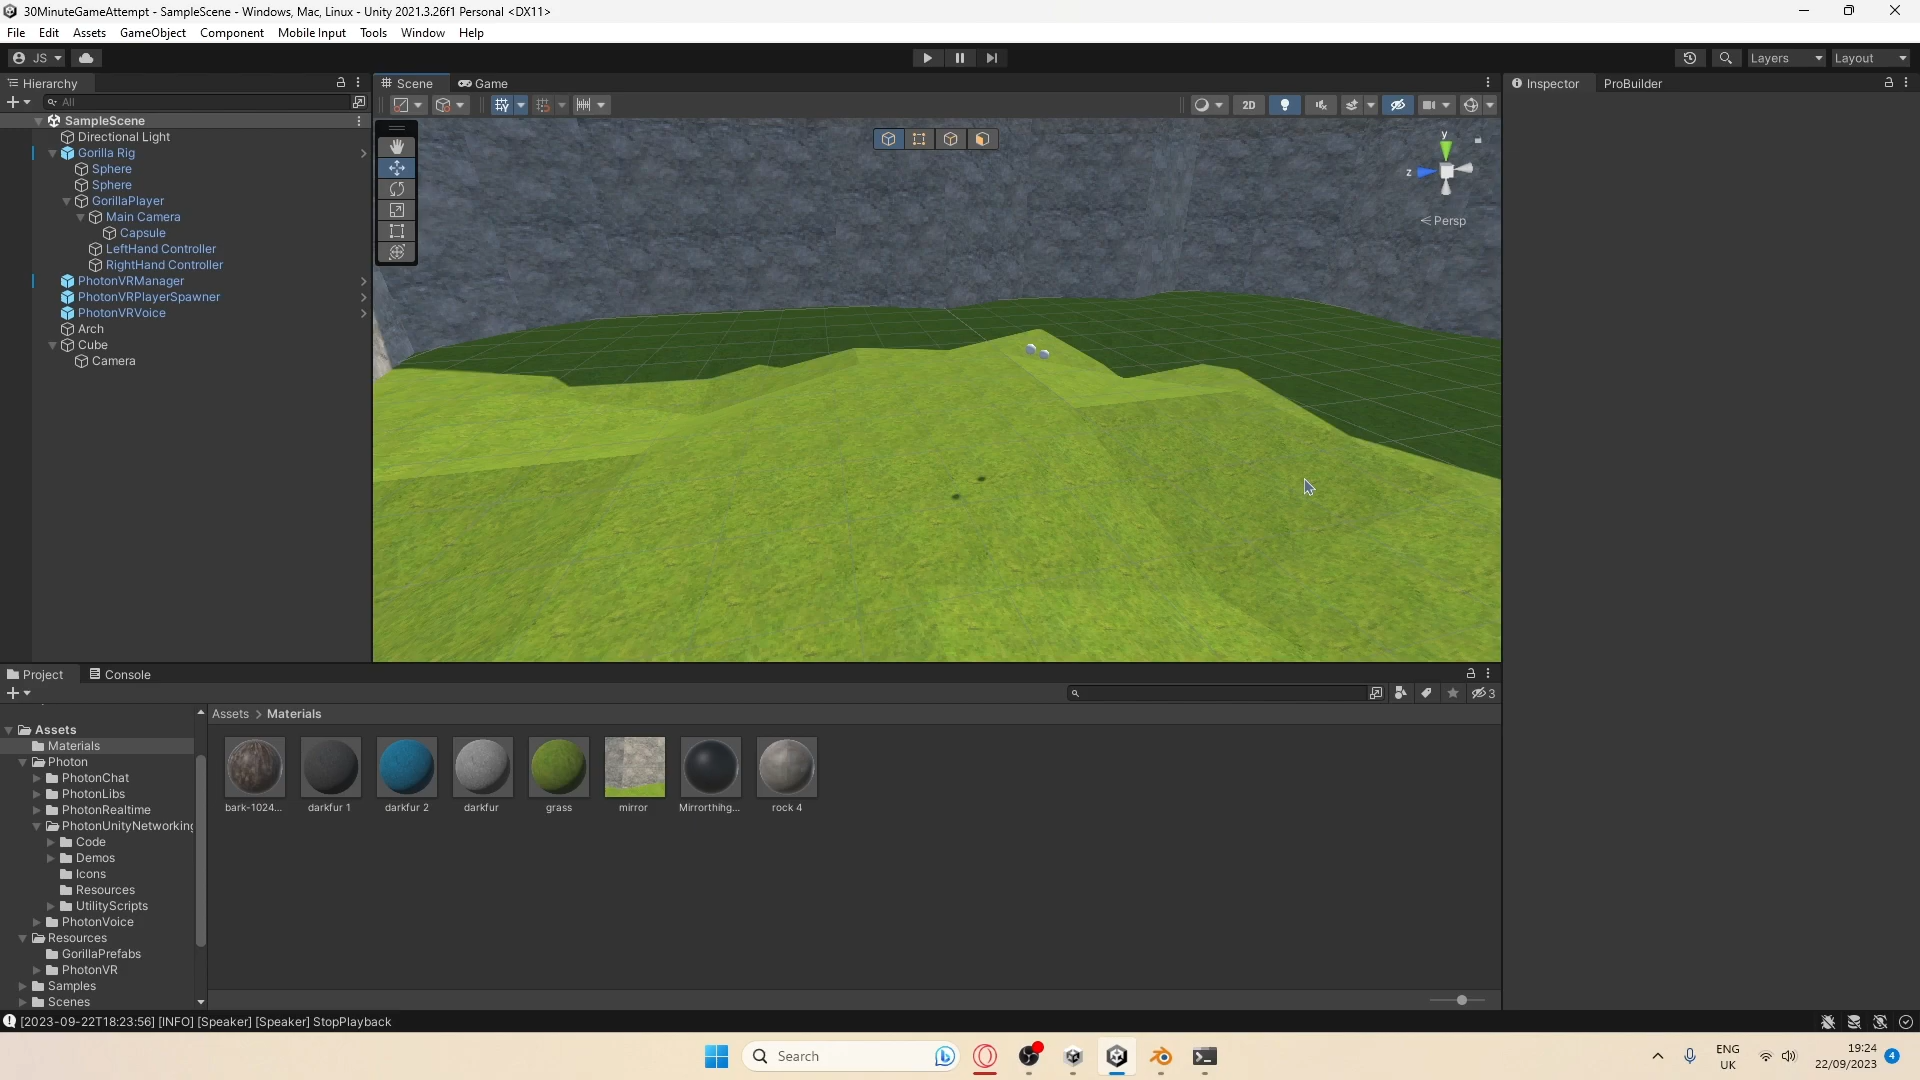 30MinuteGameAttempt - SampleScene - Windows, Mac, Linux - Unity 2021.3.26f1 Personal <DX11>
File Edit Assets GameObject Component Mobile Input Tools Window Help
JS Layers Layout
Hierarchy
All
SampleScene
Directional Light
Gorilla Rig
Sphere
Sphere
GorillaPlayer
Main Camera
Capsule
LeftHand Controller
RightHand Controller
PhotonVRManager
PhotonVRPlayerSpawner
PhotonVRVoice
Arch
Cube
Camera
Scene Game
2D
y
z
Persp
Inspector ProBuilder
Project Console
3
Assets
Materials
Photon
PhotonChat
PhotonLibs
PhotonRealtime
PhotonUnityNetworking
Code
Demos
Icons
Resources
UtilityScripts
PhotonVoice
Resources
GorillaPrefabs
PhotonVR
Samples
Scenes
Assets > Materials
bark-1024... darkfur 1 darkfur 2 darkfur grass mirror Mirrorthihg... rock 4
[2023-09-22T18:23:56] [INFO] [Speaker] [Speaker] StopPlayback
Search
ENG
UK
19:24
22/09/2023
4